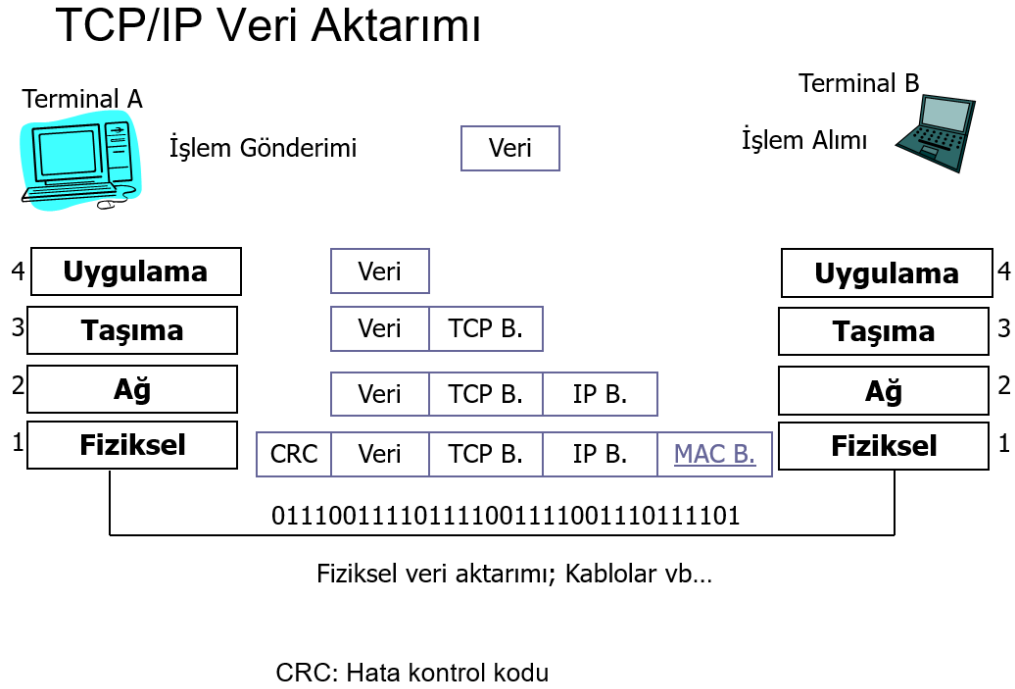 TCP/IP Veri Aktarımı
Terminal A
Terminal B
İşlem Gönderimi
Veri
İşlem Alımı
4 Uygulama Veri Uygulama 4
3 Taşıma Veri TCP B. Taşıma 3
2 Ağ Veri TCP B. IP B. Ağ 2
1 Fiziksel CRC Veri TCP B. IP B. MAC B. Fiziksel 1
011100111101111001111001110111101
Fiziksel veri aktarımı; Kablolar vb...
CRC: Hata kontrol kodu